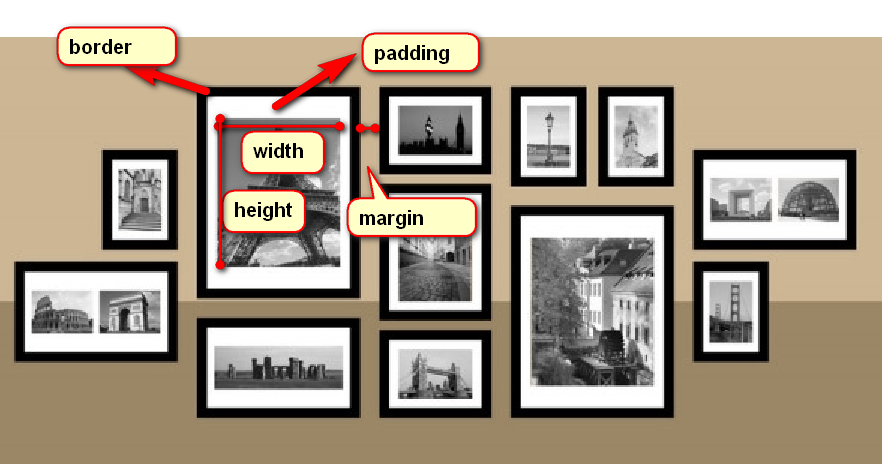 border
padding
width
height
margin